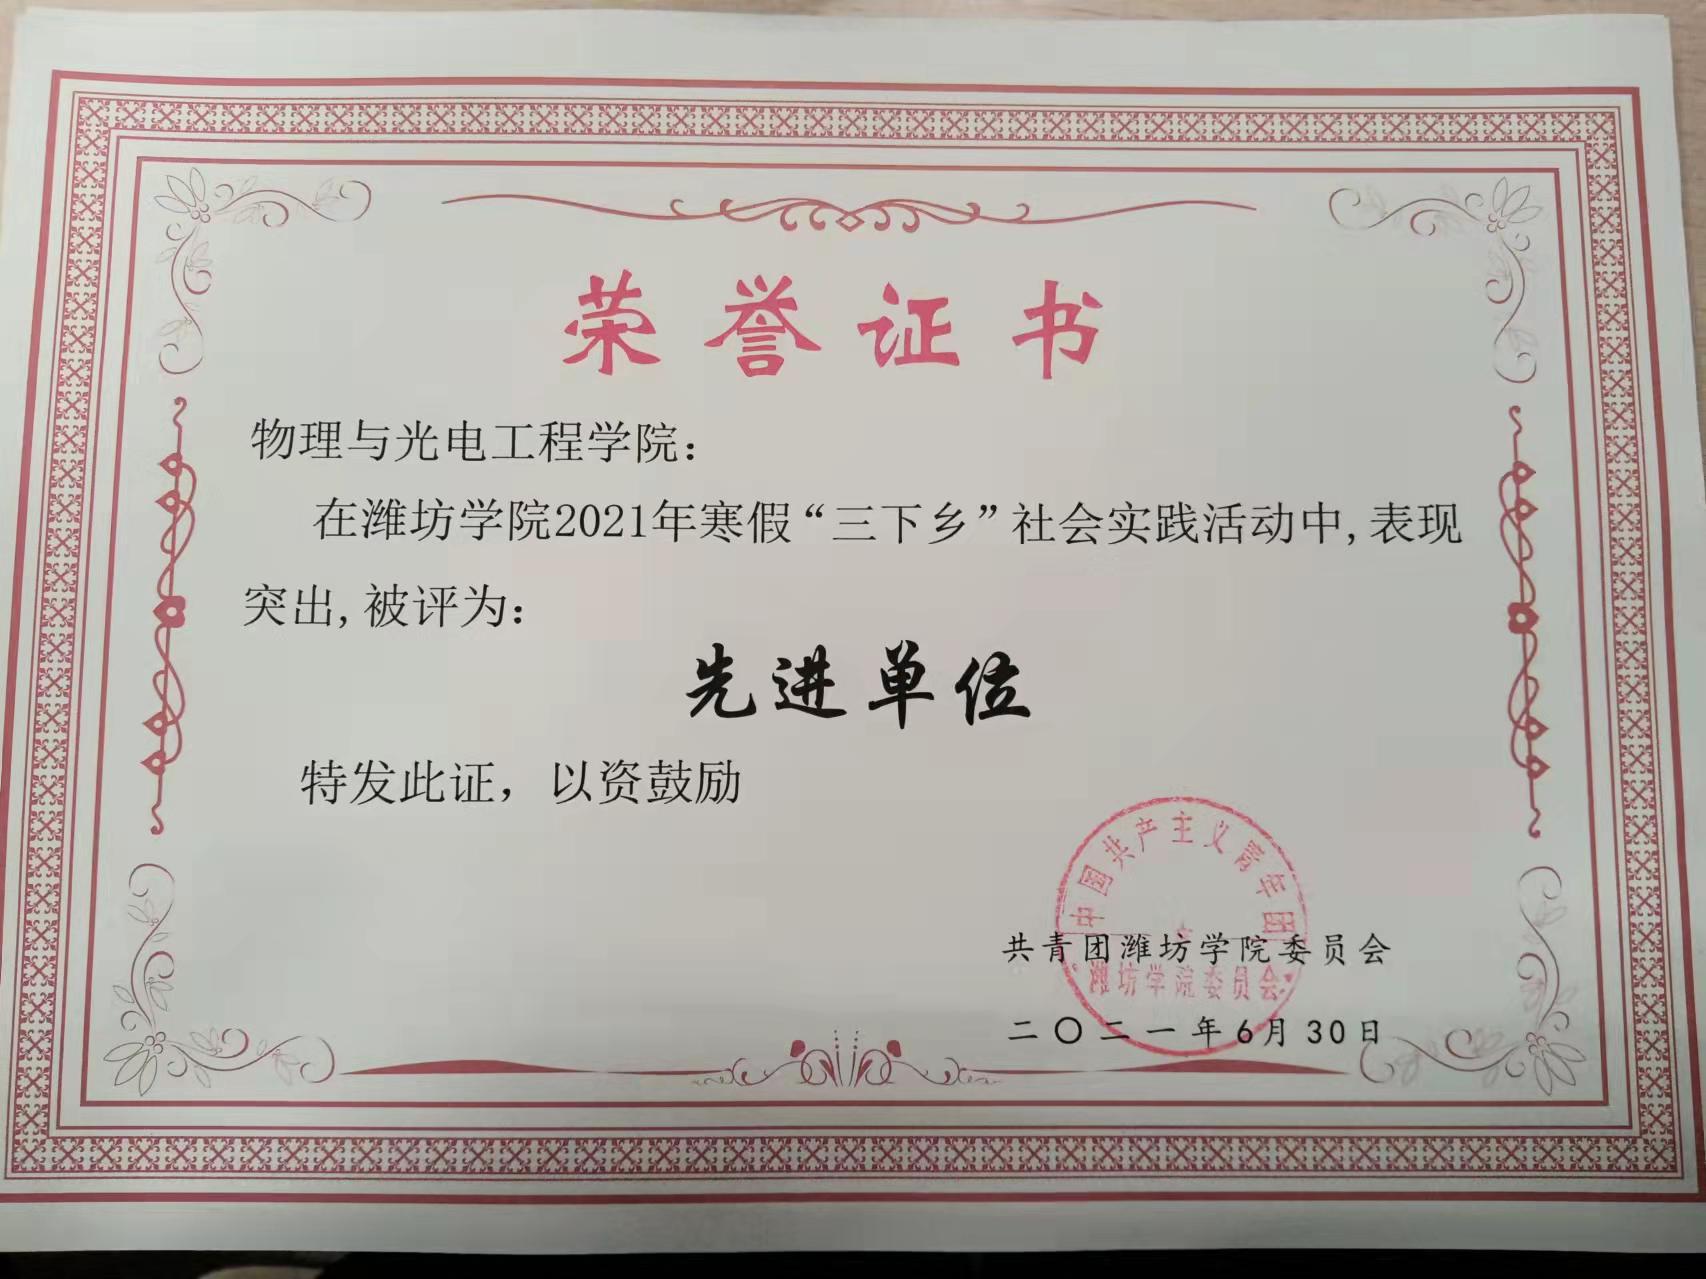 荣誉证书
物理与光电工程学院：
在潍坊学院2021年寒假“三下乡”社会实践活动中,表现
突出,被评为：
先进单位
特发此证，以资鼓励
中国共产主义青年团
共青团潍坊学院委员会
潍坊学院委员会
二〇二一年6月30日